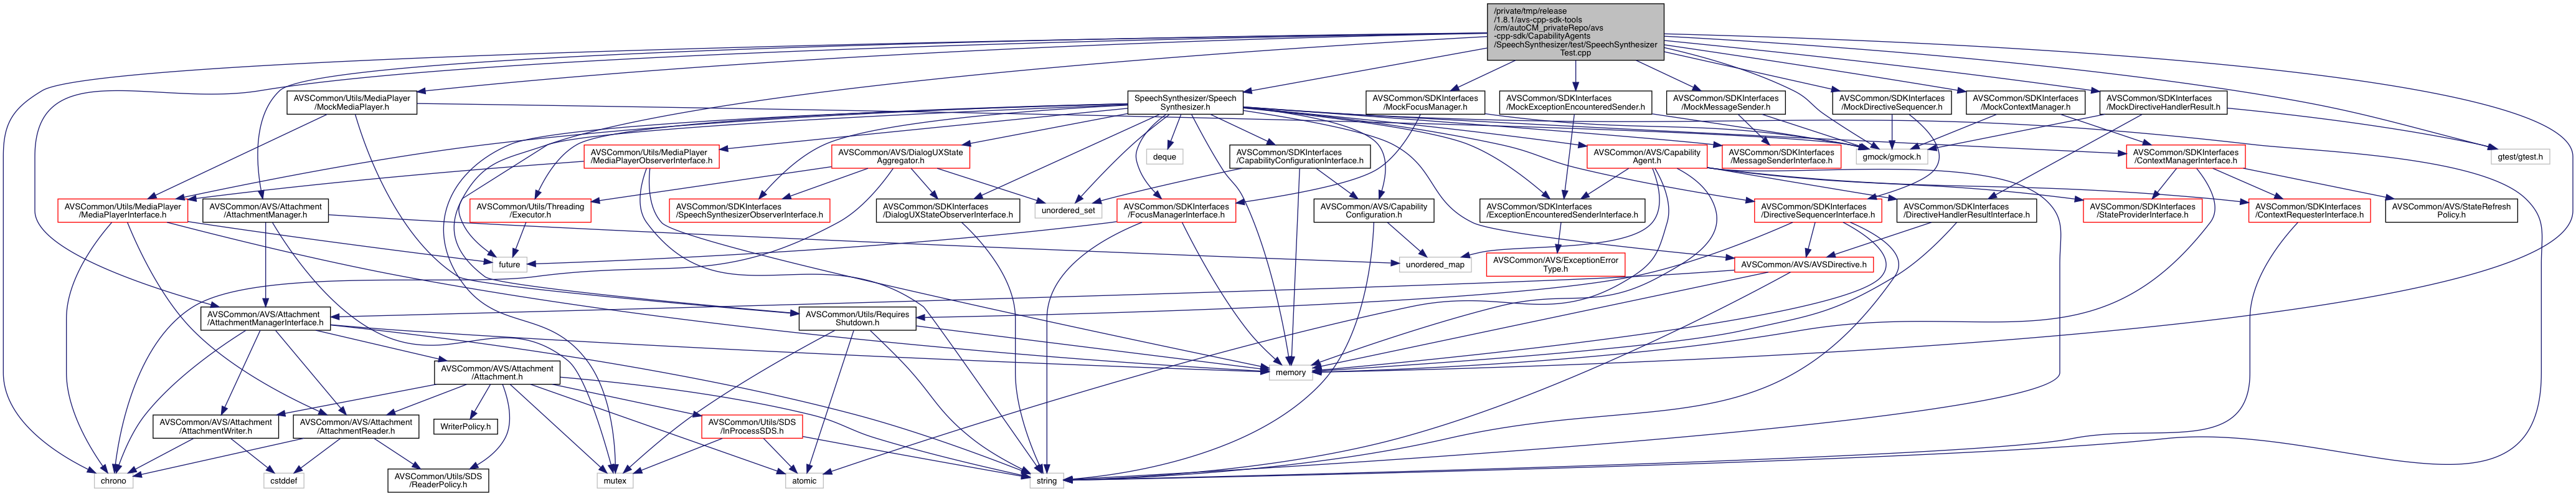 /private/tmp/release
/1.8.1/avs-cpp-sdk-tools
/cm/autoCM_privateRepo/avs
-cpp-sdk/CapabilityAgents
/SpeechSynthesizer/test/SpeechSynthesizer
Test.cpp
AVSCommon/Utils/MediaPlayer
/MockMediaPlayer.h
SpeechSynthesizer/Speech
Synthesizer.h
AVSCommon/SDKInterfaces
/MockFocusManager.h
AVSCommon/SDKInterfaces
/MockExceptionEncounteredSender.h
AVSCommon/SDKInterfaces
/MockMessageSender.h
AVSCommon/SDKInterfaces
/MockDirectiveSequencer.h
AVSCommon/SDKInterfaces
/MockContextManager.h
AVSCommon/SDKInterfaces
/MockDirectiveHandlerResult.h
AVSCommon/Utils/MediaPlayer
/MediaPlayerObserverInterface.h
AVSCommon/AVS/DialogUXState
Aggregator.h
deque
AVSCommon/SDKInterfaces
/CapabilityConfigurationInterface.h
AVSCommon/AVS/Capability
Agent.h
AVSCommon/SDKInterfaces
/MessageSenderInterface.h
gmock/gmock.h
AVSCommon/SDKInterfaces
/ContextManagerInterface.h
gtest/gtest.h
AVSCommon/Utils/MediaPlayer
/MediaPlayerInterface.h
AVSCommon/AVS/Attachment
/AttachmentManager.h
AVSCommon/Utils/Threading
/Executor.h
AVSCommon/SDKInterfaces
/SpeechSynthesizerObserverInterface.h
AVSCommon/SDKInterfaces
/DialogUXStateObserverInterface.h
unordered_set
AVSCommon/SDKInterfaces
/FocusManagerInterface.h
AVSCommon/AVS/Capability
Configuration.h
AVSCommon/SDKInterfaces
/ExceptionEncounteredSenderInterface.h
AVSCommon/SDKInterfaces
/DirectiveSequencerInterface.h
AVSCommon/SDKInterfaces
/DirectiveHandlerResultInterface.h
AVSCommon/SDKInterfaces
/StateProviderInterface.h
AVSCommon/SDKInterfaces
/ContextRequesterInterface.h
AVSCommon/AVS/StateRefresh
Policy.h
future
unordered_map
AVSCommon/AVS/ExceptionError
Type.h
AVSCommon/AVS/AVSDirective.h
AVSCommon/AVS/Attachment
/AttachmentManagerInterface.h
AVSCommon/Utils/Requires
Shutdown.h
AVSCommon/AVS/Attachment
/Attachment.h
memory
AVSCommon/AVS/Attachment
/AttachmentWriter.h
AVSCommon/AVS/Attachment
/AttachmentReader.h
WriterPolicy.h
AVSCommon/Utils/SDS
/InProcessSDS.h
chrono
cstddef
AVSCommon/Utils/SDS
/ReaderPolicy.h
mutex
atomic
string